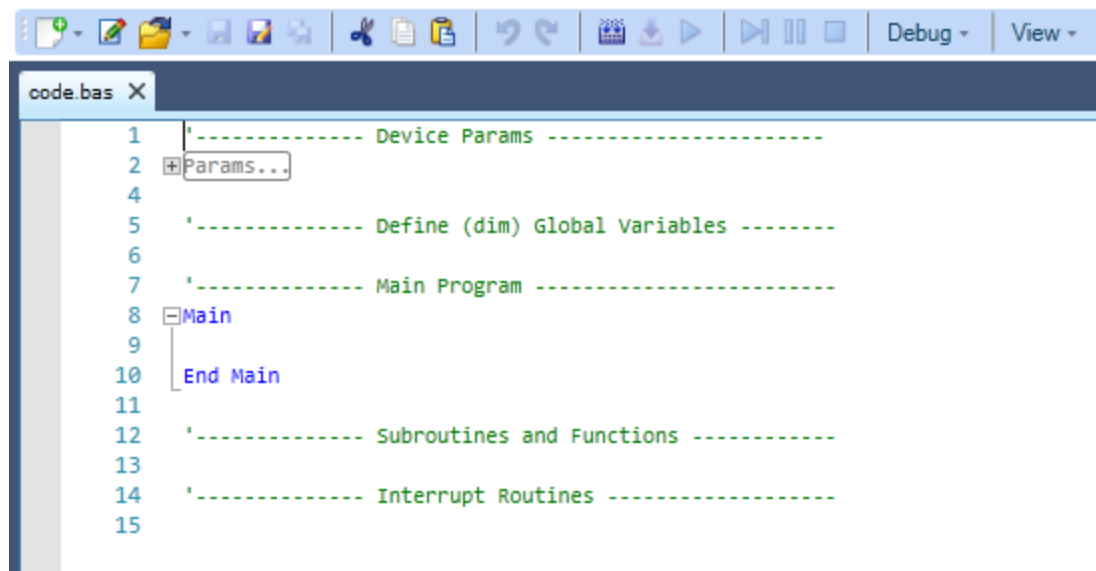 Debug View
code.bas
1 '-------------- Device Params -----------------------
2 Params...
4
5 '-------------- Define (dim) Global Variables --------
6
7 '-------------- Main Program -------------------------
8 Main
9
10 End Main
11
12 '-------------- Subroutines and Functions ------------
13
14 '-------------- Interrupt Routines -------------------
15